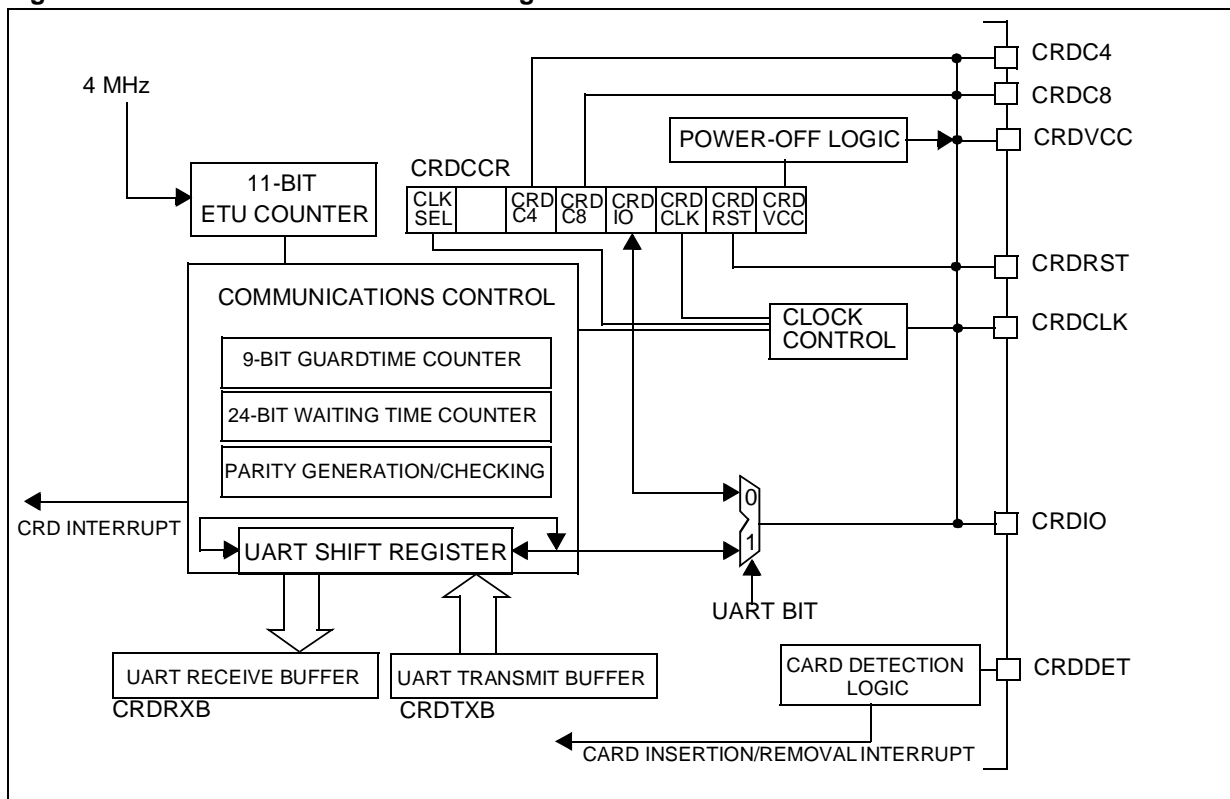 CRDC4
4 MHz
CRDC8
POWER-OFF LOGIC
CRDVCC
CRDCCR
11-BIT
ETU COUNTER
CLK
SEL
CRD
C4
CRD
C8
CRD
IO
CRD
CLK
CRD
RST
CRD
VCC
CRDRST
COMMUNICATIONS CONTROL
CLOCK
CONTROL
CRDCLK
9-BIT GUARDTIME COUNTER
24-BIT WAITING TIME COUNTER
PARITY GENERATION/CHECKING
0
CRD INTERRUPT
CRDIO
UART SHIFT REGISTER
1
UART BIT
UART RECEIVE BUFFER
UART TRANSMIT BUFFER
CARD DETECTION
LOGIC
CRDDET
CRDRXB
CRDTXB
CARD INSERTION/REMOVAL INTERRUPT